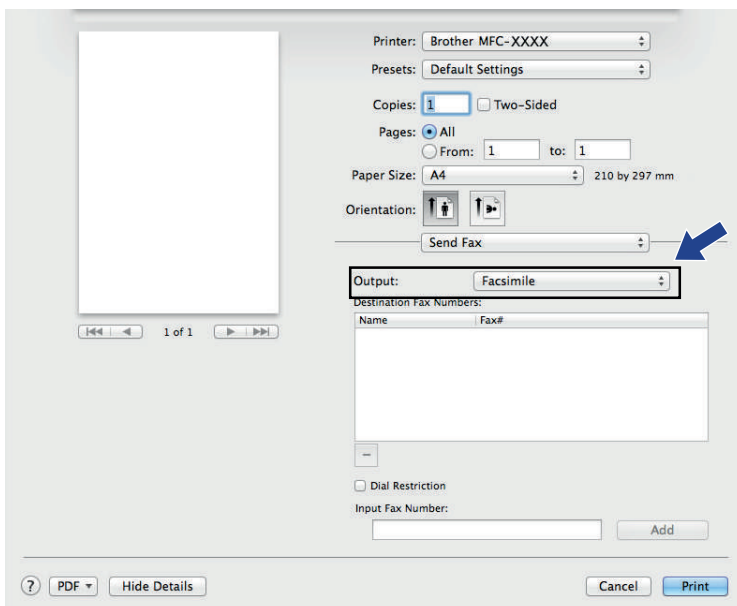 Printer: Brother MFC-XXXX
Presets: Default Settings
Copies: 1 Two-Sided
Pages: All
From: 1 to: 1
Paper Size: A4 210 by 297 mm
Orientation:
Send Fax
Output: Facsimile
Destination Fax Numbers:
Name Fax#
1 of 1
Dial Restriction
Input Fax Number:
Add
? PDF Hide Details Cancel Print